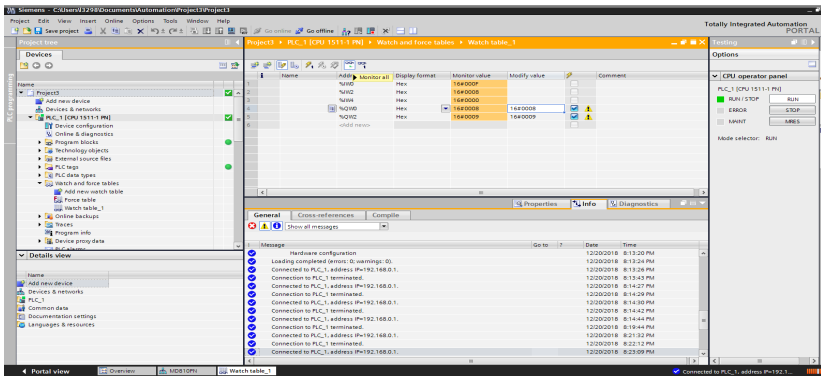 Siemens - C:\Users\I3298\Documents\Automation\Project3\Project3
Project Edit View Insert Online Options Tools Window Help
Totally Integrated Automation
PORTAL
Save project
Go online Go offline
Project tree
Project3 PLC_1 [CPU 1511-1 PN] Watch and force tables Watch table_1
Testing
Devices
Options
PLC programming
Name
Project3
Add new device
Devices & networks
PLC_1 [CPU 1511-1 PN]
Device configuration
Online & diagnostics
Program blocks
Technology objects
External source files
PLC tags
PLC data types
Watch and force tables
Add new watch table
Force table
Watch table_1
Online backups
Traces
Program info
Device proxy data
PLC alarms
i Name Addr Monitor all Display format Monitor value Modify value Comment
1 %IW0 Hex 16#000F
2 %IW2 Hex 16#0000
3 %IW4 Hex 16#0000
4 %QW0 Hex 16#0008 16#0008
5 %QW2 Hex 16#0009 16#0009
6 <Add new>
CPU operator panel
PLC_1 [CPU 1511-1 PN]
RUN / STOP RUN
ERROR STOP
MAINT MRES
Mode selector: RUN
Properties Info Diagnostics
General Cross-references Compile
Show all messages
! Message Go to ? Date Time
Hardware configuration 12/20/2018 8:13:20 PM
Loading completed (errors: 0; warnings: 0). 12/20/2018 8:13:24 PM
Connected to PLC_1, address IP=192.168.0.1. 12/20/2018 8:13:26 PM
Connection to PLC_1 terminated. 12/20/2018 8:13:43 PM
Connected to PLC_1, address IP=192.168.0.1. 12/20/2018 8:14:27 PM
Connection to PLC_1 terminated. 12/20/2018 8:14:29 PM
Connected to PLC_1, address IP=192.168.0.1. 12/20/2018 8:14:30 PM
Connection to PLC_1 terminated. 12/20/2018 8:14:42 PM
Connected to PLC_1, address IP=192.168.0.1. 12/20/2018 8:14:44 PM
Connection to PLC_1 terminated. 12/20/2018 8:19:44 PM
Connected to PLC_1, address IP=192.168.0.1. 12/20/2018 8:21:32 PM
Connection to PLC_1 terminated. 12/20/2018 8:22:12 PM
Connected to PLC_1, address IP=192.168.0.1. 12/20/2018 8:23:09 PM
Details view
Name
Add new device
Devices & networks
PLC_1
Common data
Documentation settings
Languages & resources
Portal view Overview MD810PN Watch table_1 Connected to PLC_1, address IP=192.1...